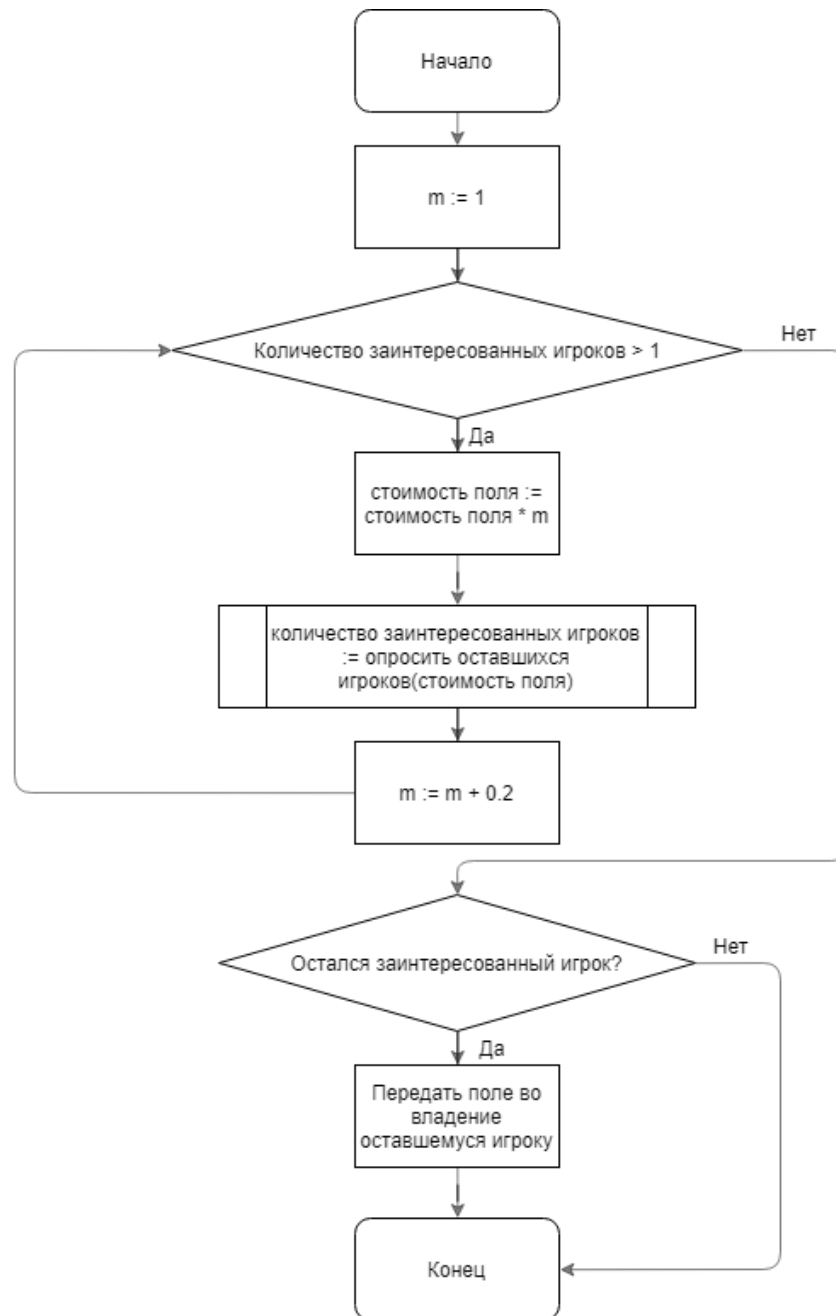 Начало
m := 1
Количество заинтересованных игроков > 1
Нет
Да
стоимость поля :=
стоимость поля * m
количество заинтересованных игроков
:= опросить оставшихся
игроков(стоимость поля)
m := m + 0.2
Остался заинтересованный игрок?
Нет
Да
Передать поле во
владение
оставшемуся игроку
Конец